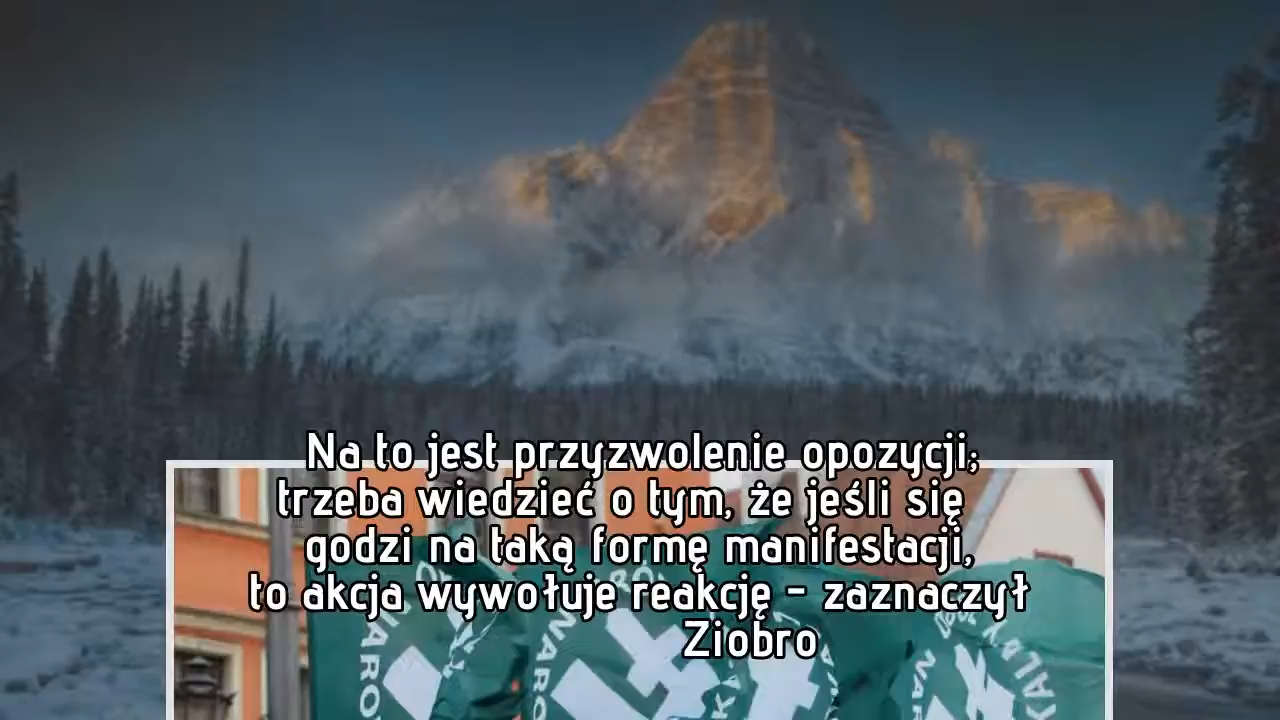 Na to jest przyzwolenie opozycji;
trzeba wiedzieć o tym, że jeśli się
godzi na taką formę manifestacji,
to akcja wywołuje reakcję - zaznaczył
Ziobro